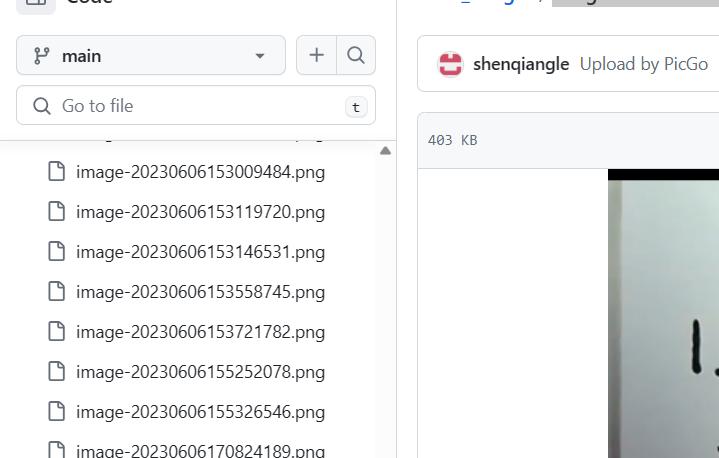 Code
main
Go to file
t
image-20230606153009484.png
image-20230606153119720.png
image-20230606153146531.png
image-20230606153558745.png
image-20230606153721782.png
image-20230606155252078.png
image-20230606155326546.png
image-20230606170824189.png
shenqiangle Upload by PicGo
403 KB
1.